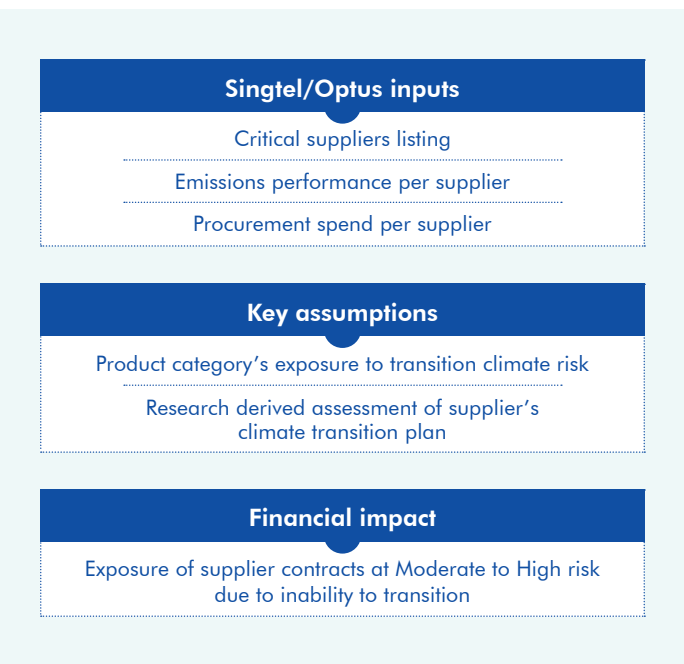 Singtel/Optus inputs
Critical suppliers listing
Emissions performance per supplier
Procurement spend per supplier
Key assumptions
Product category’s exposure to transition climate risk
Research derived assessment of supplier’s
climate transition plan
Financial impact
Exposure of supplier contracts at Moderate to High risk
due to inability to transition